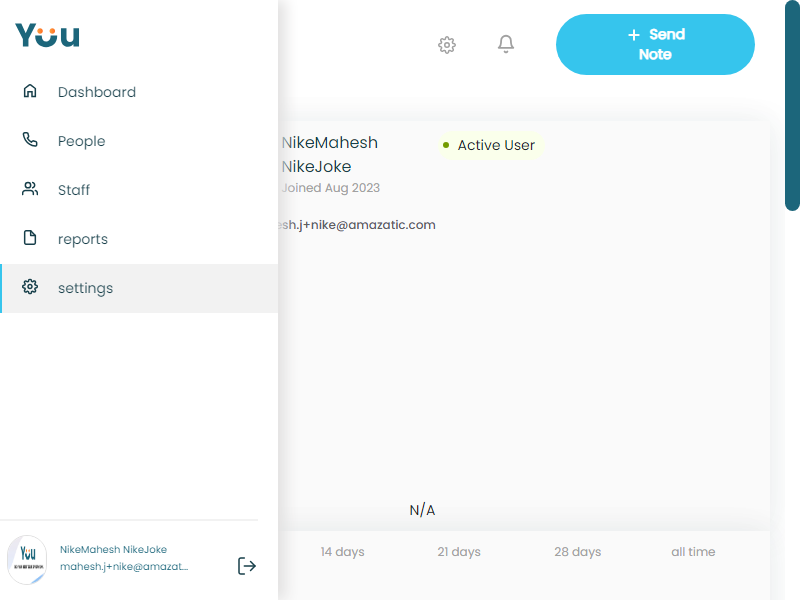 Yuu
Dashboard
People
Staff
reports
settings
NikeMahesh NikeJoke
mahesh.j+nike@amazat...
+ Send
Note
NikeMahesh
NikeJoke
Joined Aug 2023
Active User
esh.j+nike@amazatic.com
N/A
14 days
21 days
28 days
all time